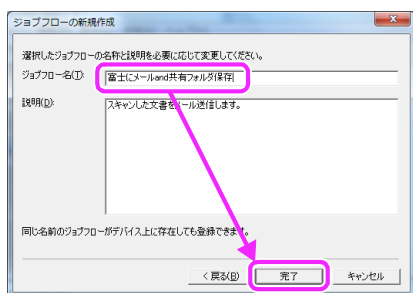 ジョブフローの新規作成
選択したジョブフローの名称と説明を必要に応じて変更してください。
ジョブフロー名(T):
富士にメールand共有フォルダ保存
説明(D):
スキャンした文書をメール送信します。
同じ名前のジョブフローがデバイス上に存在しても登録できます。
< 戻る(B)
完了
キャンセル